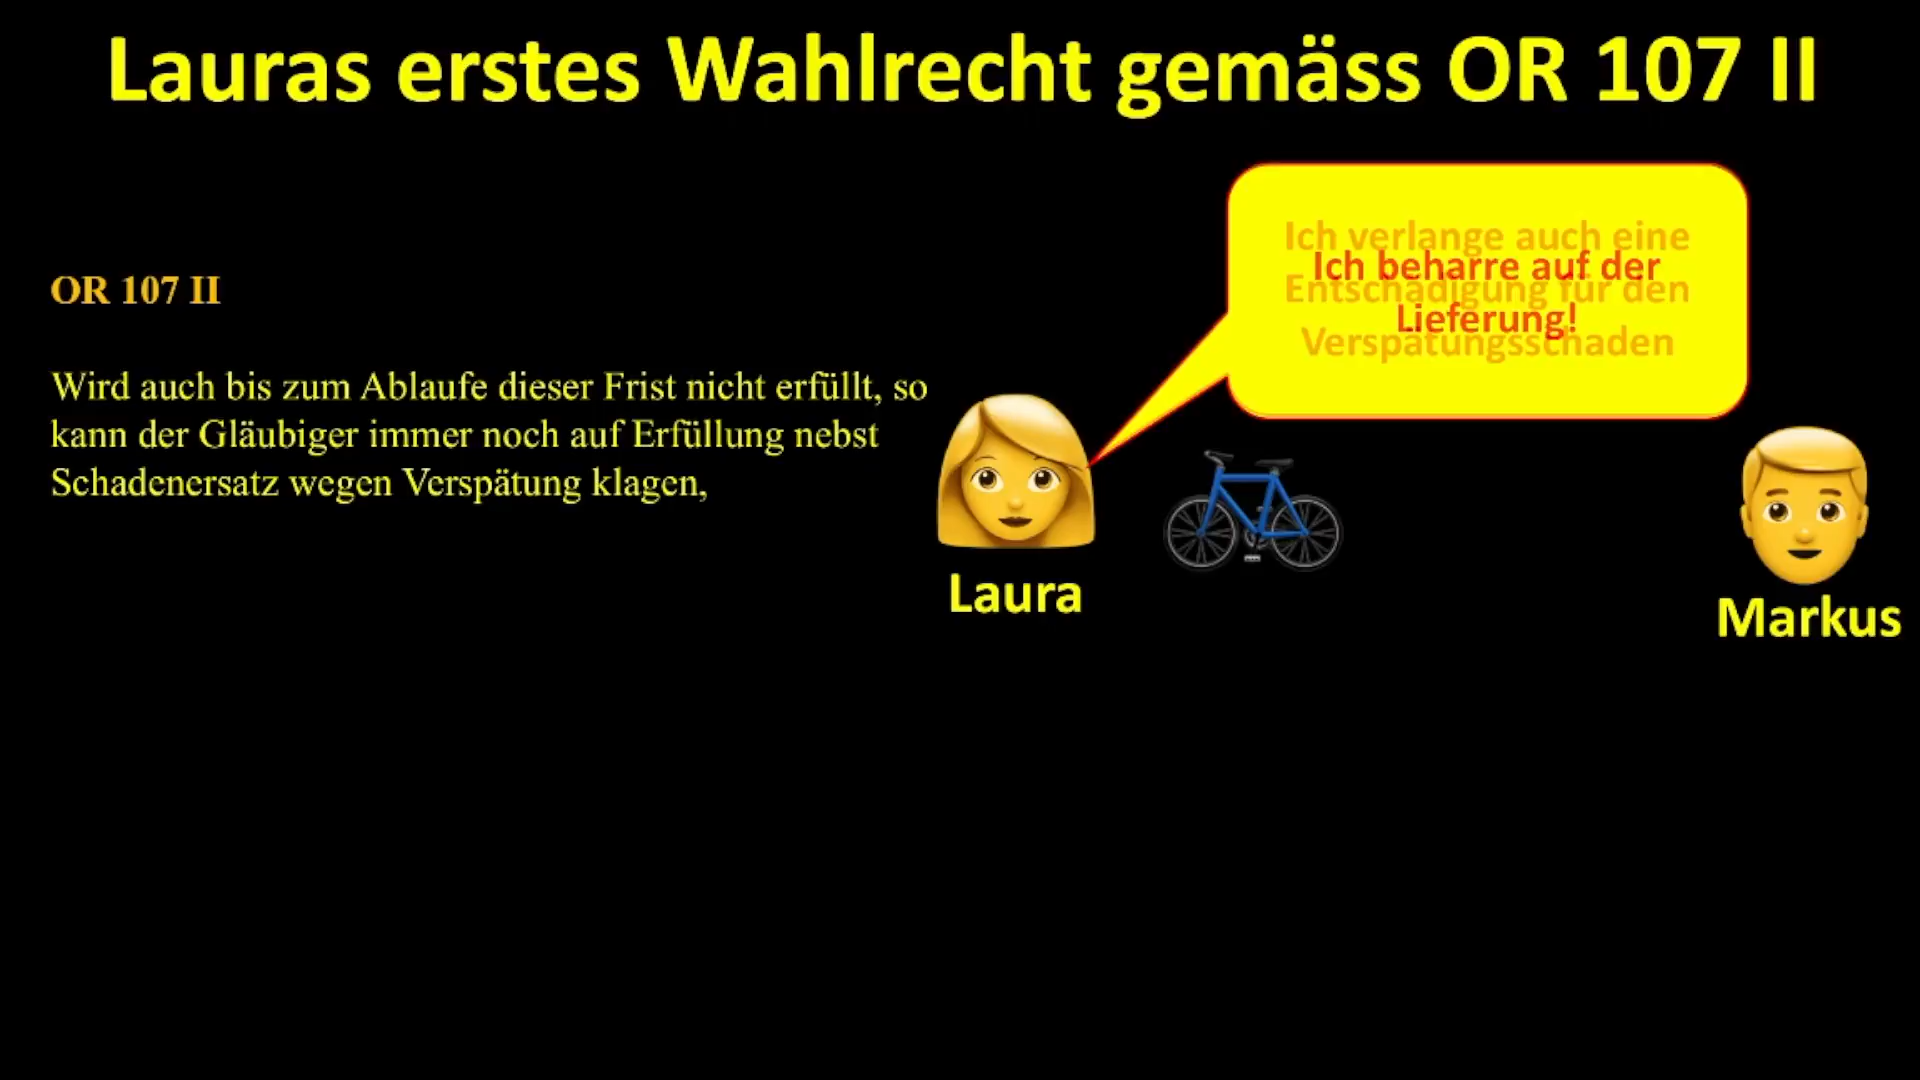 Lauras erstes Wahlrecht gemäss OR 107 II
OR 107 II
Wird auch bis zum Ablaufe dieser Frist nicht erfüllt, so
kann der Gläubiger immer noch auf Erfüllung nebst
Schadenersatz wegen Verspätung klagen,
Ich verlange auch eine
Entschädigung für den
Verspätungsschaden
Ich beharre auf der
Lieferung!
Laura
Markus